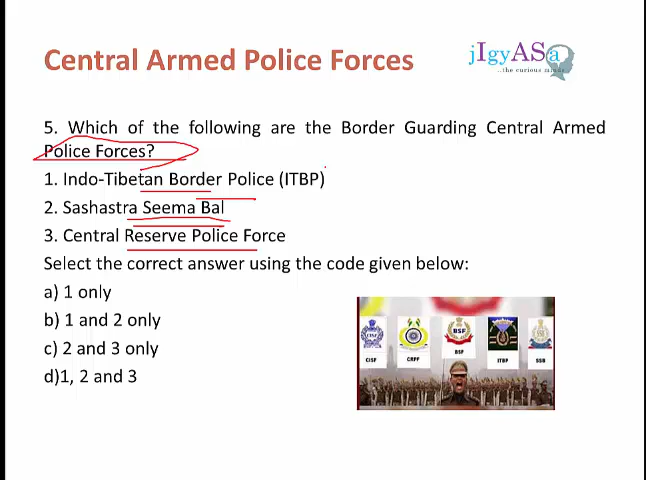 Central Armed Police Forces
jIgyASa
..the curious minds
5. Which of the following are the Border Guarding Central Armed
Police Forces?
1. Indo-Tibetan Border Police (ITBP)
2. Sashastra Seema Bal
3. Central Reserve Police Force
Select the correct answer using the code given below:
a) 1 only
b) 1 and 2 only
c) 2 and 3 only
d)1, 2 and 3
BSF
CISF
CRPF
BSF
ITBP
SSB